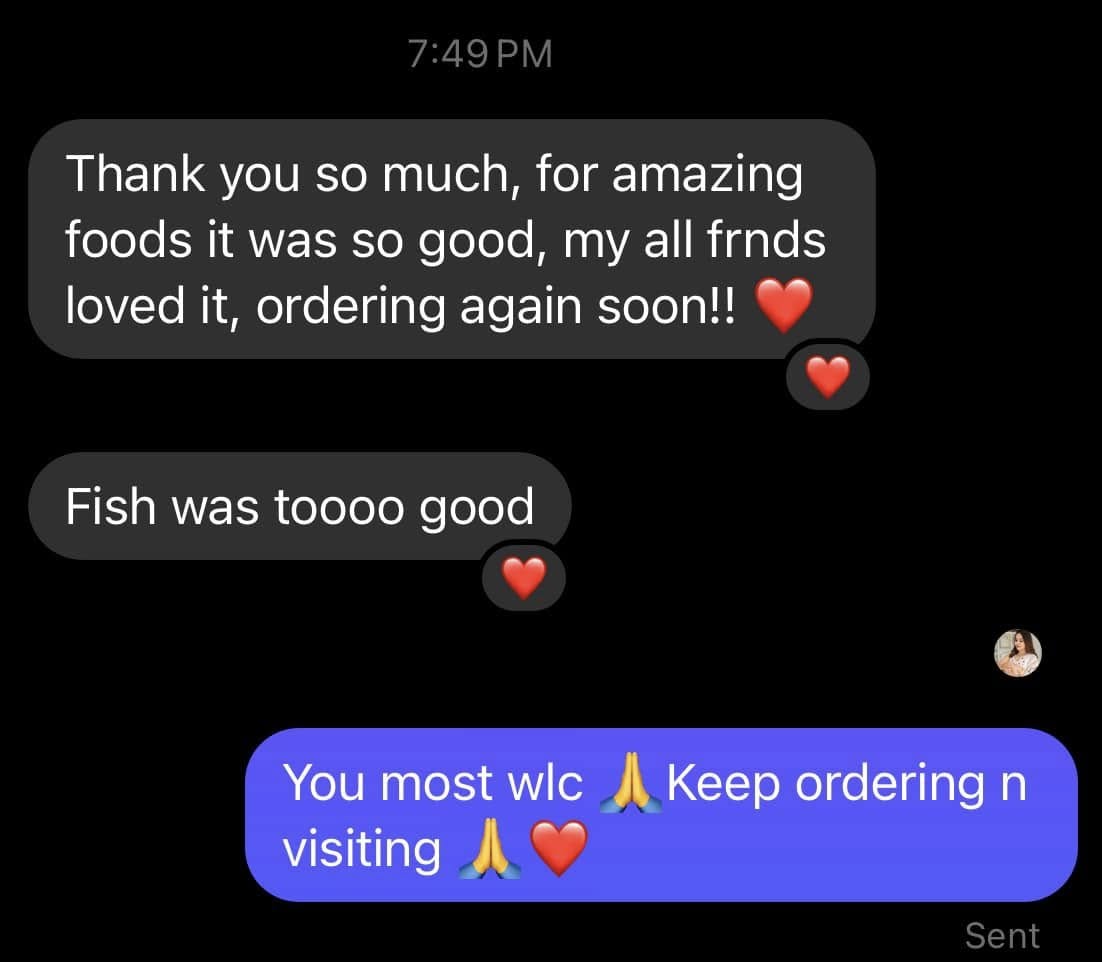 7:49 PM
Thank you so much, for amazing
foods it was so good, my all frnds
loved it, ordering again soon!! ❤️
Fish was toooo good
You most wlc 🙏Keep ordering n
visiting 🙏❤️
Sent